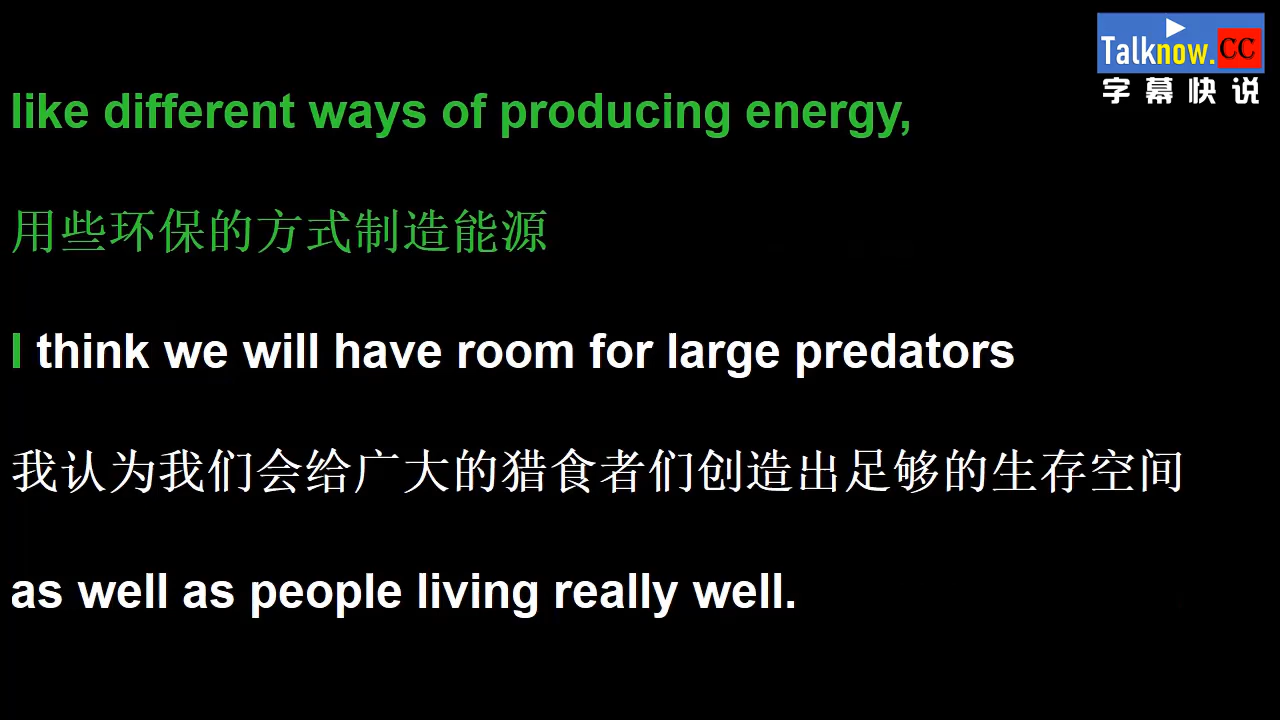 Talknow.CC
字幕快说
like different ways of producing energy,
用些环保的方式制造能源
I think we will have room for large predators
我认为我们会给广大的猎食者们创造出足够的生存空间
as well as people living really well.